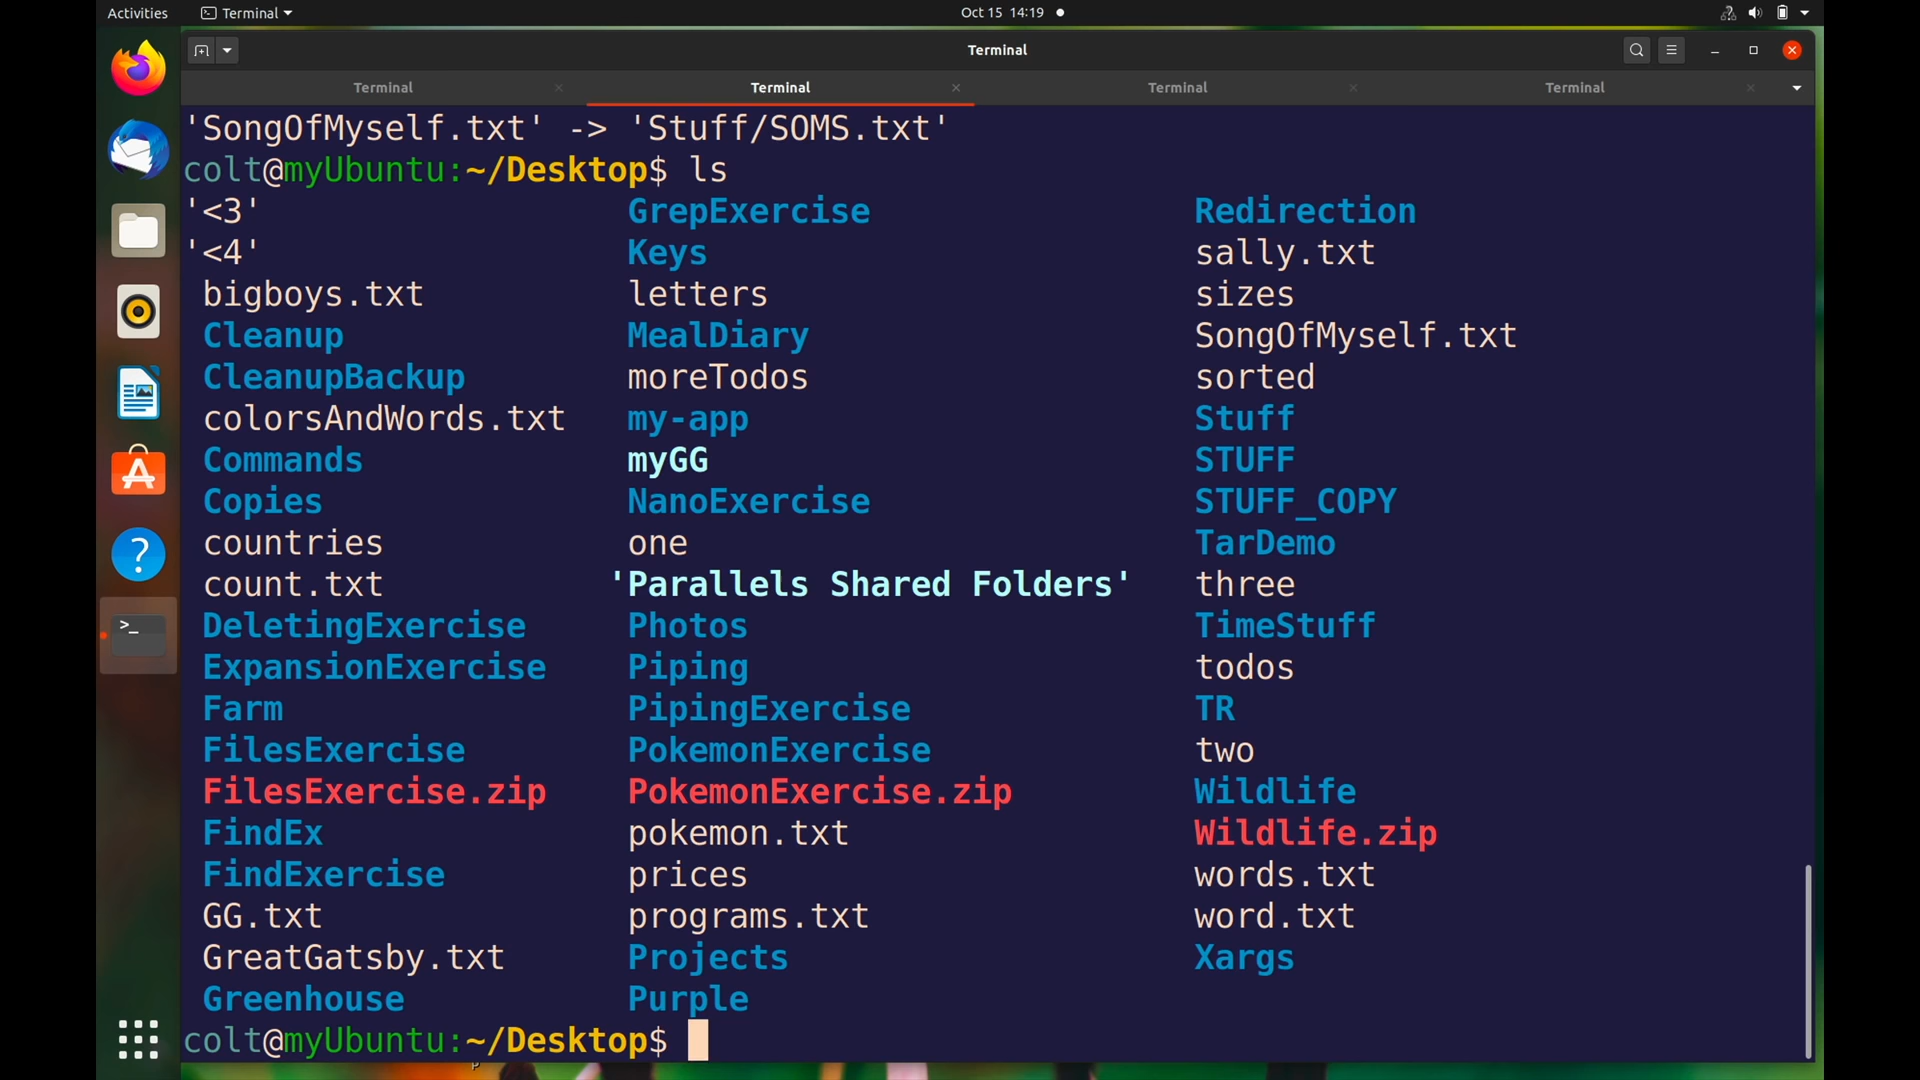 Activities Terminal Oct 15 14:19
Terminal
Terminal Terminal Terminal Terminal
'SongOfMyself.txt' -> 'Stuff/SOMS.txt'
colt@myUbuntu:~/Desktop$ ls
'<3' GrepExercise Redirection
'<4' Keys sally.txt
bigboys.txt letters sizes
Cleanup MealDiary SongOfMyself.txt
CleanupBackup moreTodos sorted
colorsAndWords.txt my-app Stuff
Commands myGG STUFF
Copies NanoExercise STUFF_COPY
countries one TarDemo
count.txt 'Parallels Shared Folders' three
DeletingExercise Photos TimeStuff
ExpansionExercise Piping todos
Farm PipingExercise TR
FilesExercise PokemonExercise two
FilesExercise.zip PokemonExercise.zip Wildlife
FindEx pokemon.txt Wildlife.zip
FindExercise prices words.txt
GG.txt programs.txt word.txt
GreatGatsby.txt Projects Xargs
Greenhouse Purple
colt@myUbuntu:~/Desktop$